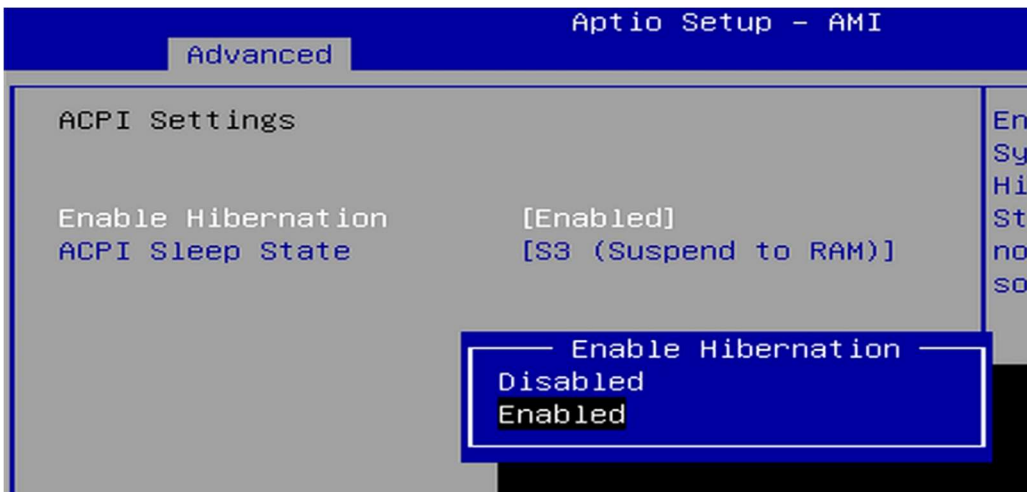 Aptio Setup – AMI
Advanced
ACPI Settings
Enable Hibernation [Enabled]
ACPI Sleep State [S3 (Suspend to RAM)]
Enable Hibernation
Disabled
Enabled